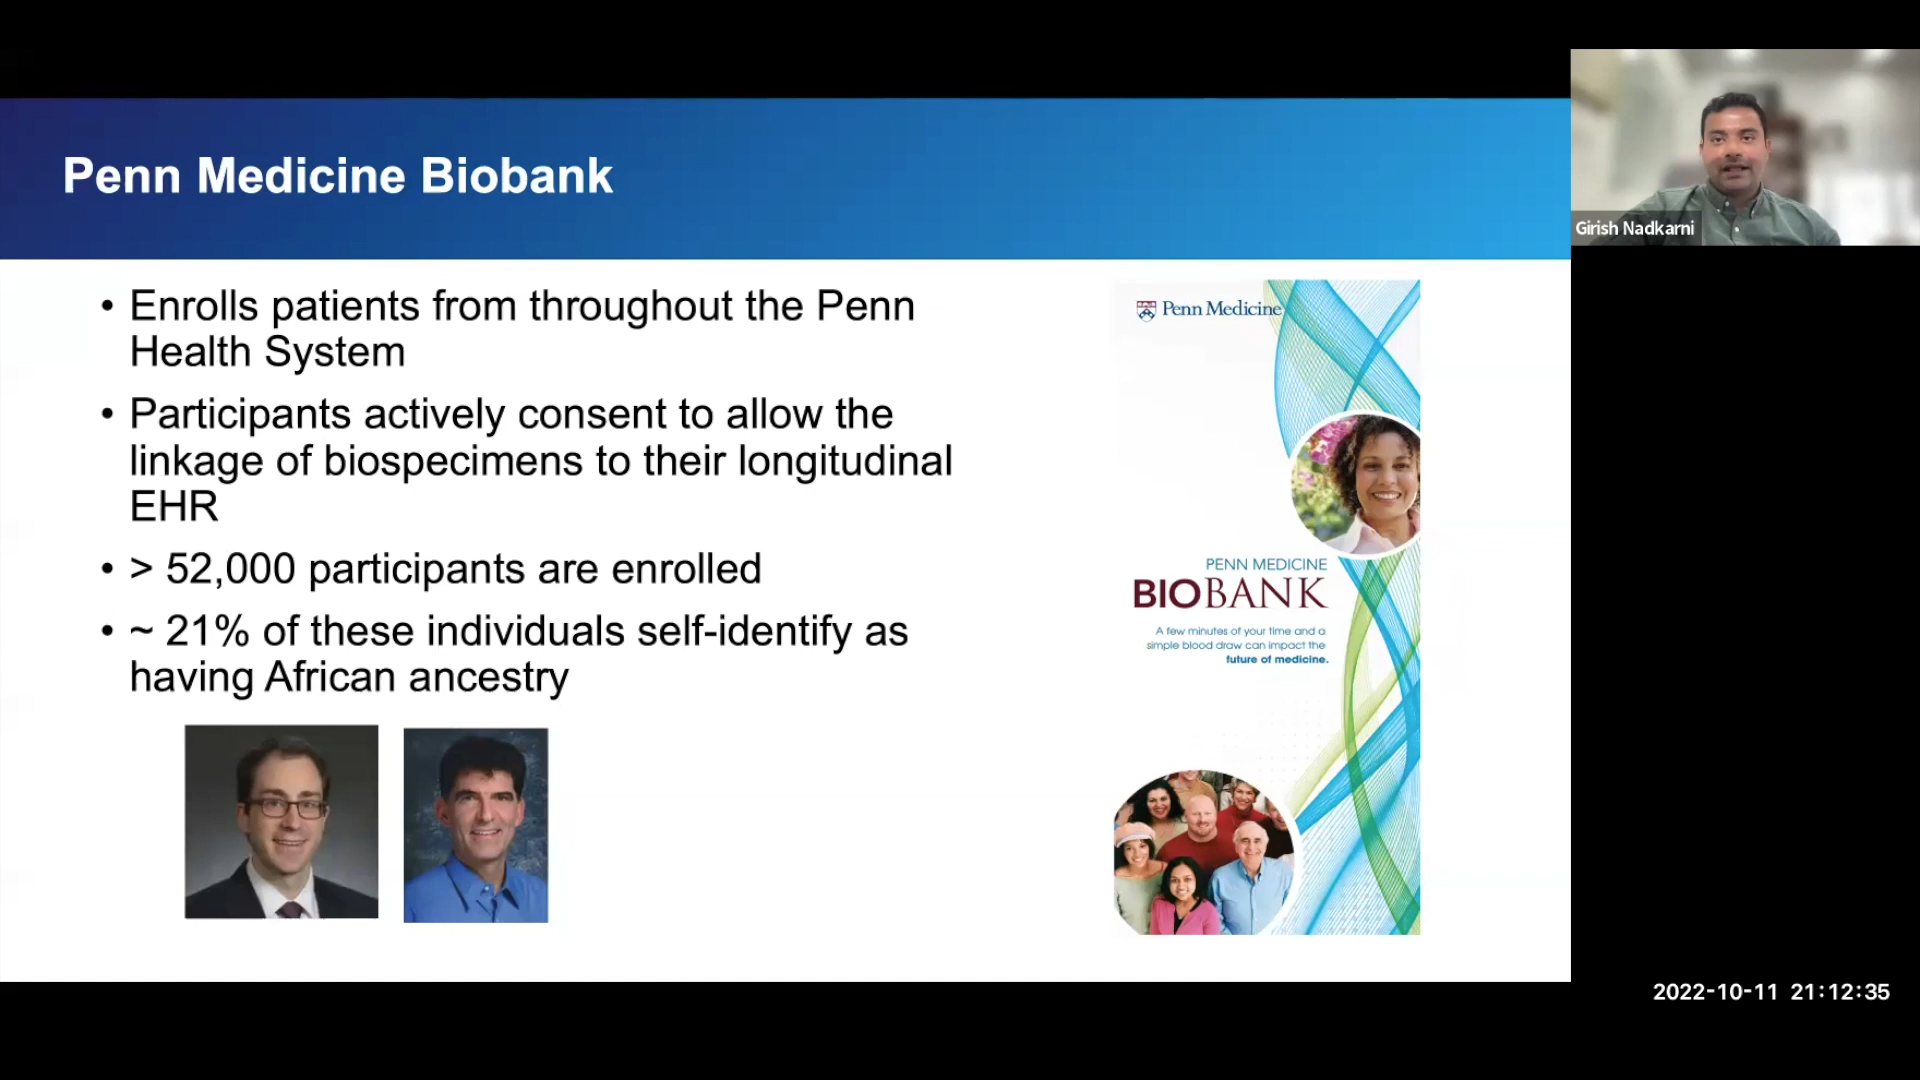 Penn Medicine Biobank
• Enrolls patients from throughout the Penn
Health System
• Participants actively consent to allow the
linkage of biospecimens to their longitudinal
EHR
• > 52,000 participants are enrolled
• ~ 21% of these individuals self-identify as
having African ancestry
Penn Medicine
PENN MEDICINE
BIOBANK
A few minutes of your time and a
simple blood draw can impact the
future of medicine.
Girish Nadkarni
2022-10-11 21:12:35